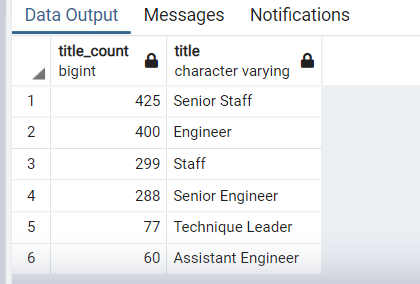 Data Output Messages Notifications
title_count title
bigint character varying
1 425 Senior Staff
2 400 Engineer
3 299 Staff
4 288 Senior Engineer
5 77 Technique Leader
6 60 Assistant Engineer